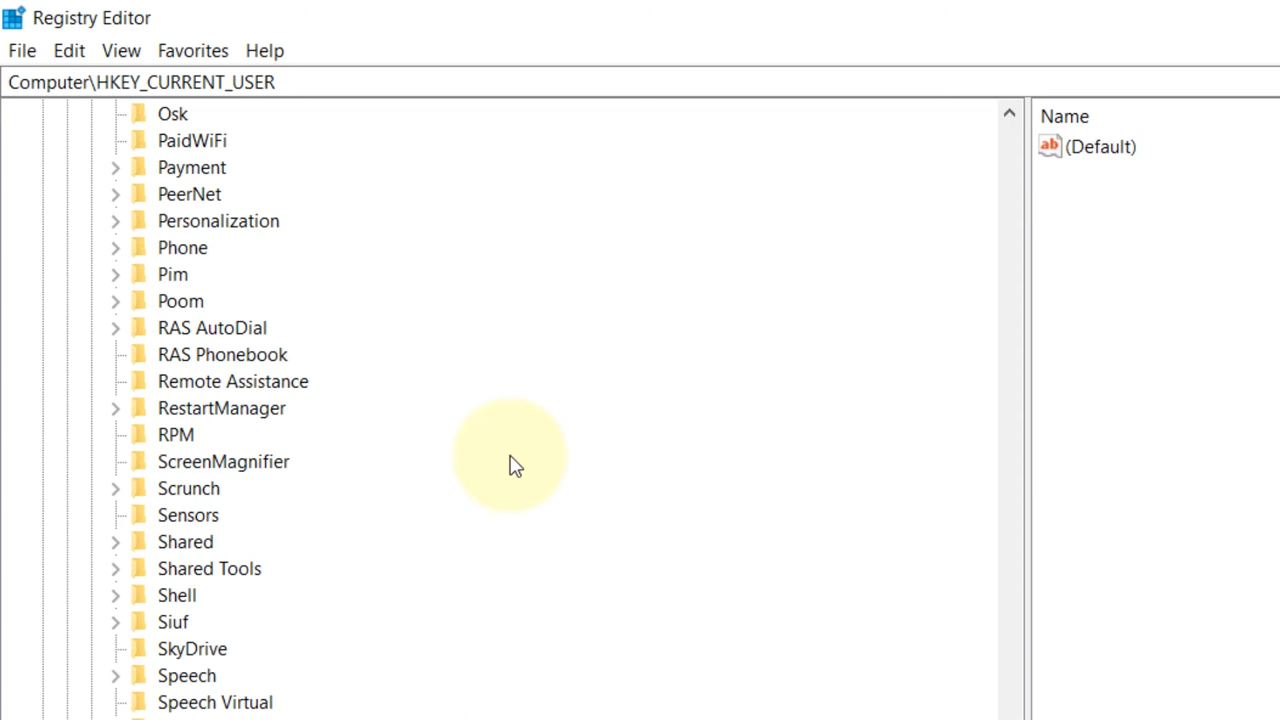 Registry Editor
File Edit View Favorites Help
Computer\HKEY_CURRENT_USER
Osk
PaidWiFi
Payment
PeerNet
Personalization
Phone
Pim
Poom
RAS AutoDial
RAS Phonebook
Remote Assistance
RestartManager
RPM
ScreenMagnifier
Scrunch
Sensors
Shared
Shared Tools
Shell
Siuf
SkyDrive
Speech
Speech Virtual
Name
ab (Default)